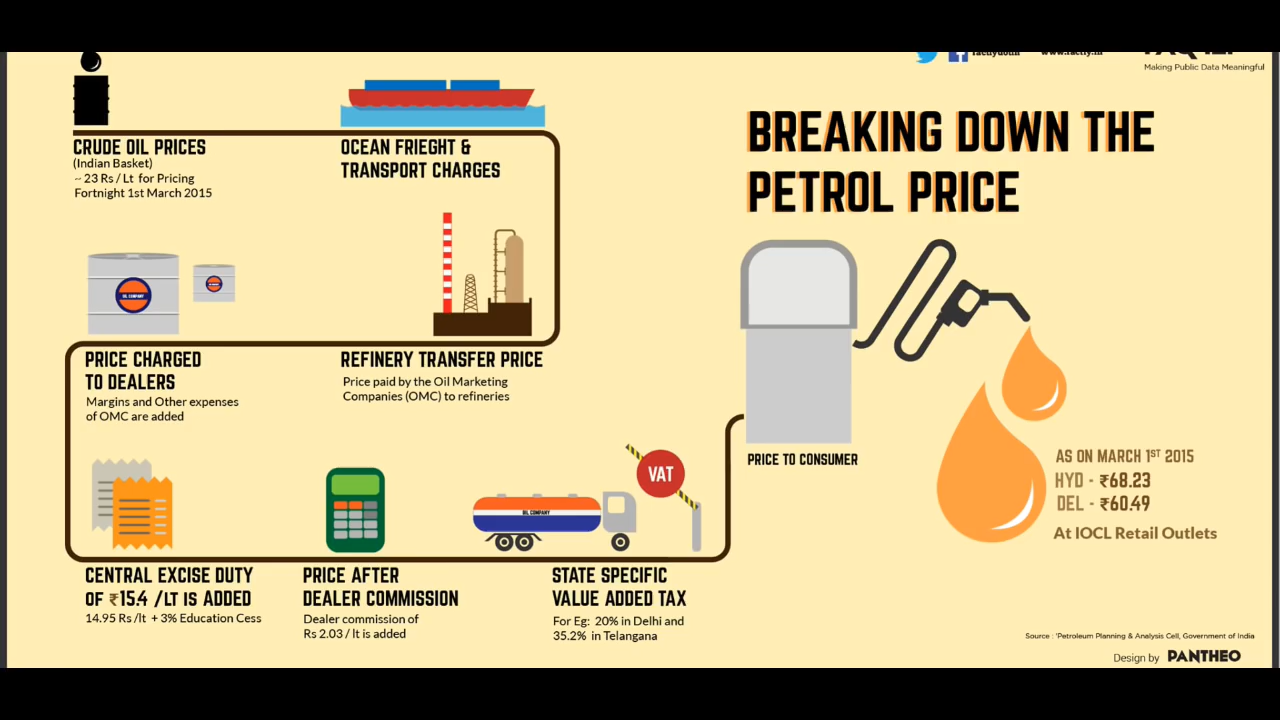 Making Public Data Meaningful
BREAKING DOWN THE
PETROL PRICE
CRUDE OIL PRICES
(Indian Basket)
~ 23 Rs / Lt for Pricing
Fortnight 1st March 2015
OCEAN FRIEGHT &
TRANSPORT CHARGES
REFINERY TRANSFER PRICE
Price paid by the Oil Marketing
Companies (OMC) to refineries
OIL COMPANY
PRICE CHARGED
TO DEALERS
Margins and Other expenses
of OMC are added
CENTRAL EXCISE DUTY
OF ₹15.4 /LT IS ADDED
14.95 Rs /lt + 3% Education Cess
PRICE AFTER
DEALER COMMISSION
Dealer commission of
Rs 2.03 / lt is added
VAT
OIL COMPANY
STATE SPECIFIC
VALUE ADDED TAX
For Eg: 20% in Delhi and
35.2% in Telangana
PRICE TO CONSUMER
AS ON MARCH 1ST 2015
HYD - ₹68.23
DEL - ₹60.49
At IOCL Retail Outlets
Source : 'Petroleum Planning & Analysis Cell, Government of India
Design by PANTHEO